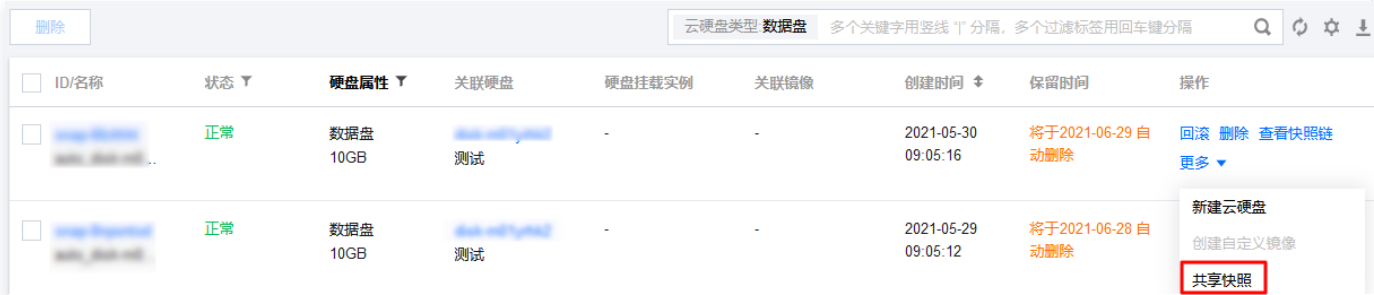 删除
云硬盘类型:数据盘 多个关键字用竖线 "|" 分隔，多个过滤标签用回车键分隔
ID/名称 状态 硬盘属性 关联硬盘 硬盘挂载实例 关联镜像 创建时间 保留时间 操作
正常 数据盘 - - 2021-05-30 将于2021-06-29 自 回滚 删除 查看快照链
10GB 测试 09:05:16 动删除 更多
新建云硬盘
正常 数据盘 - - 2021-05-29 将于2021-06-28 自
创建自定义镜像
10GB 测试 09:05:12 动删除
共享快照